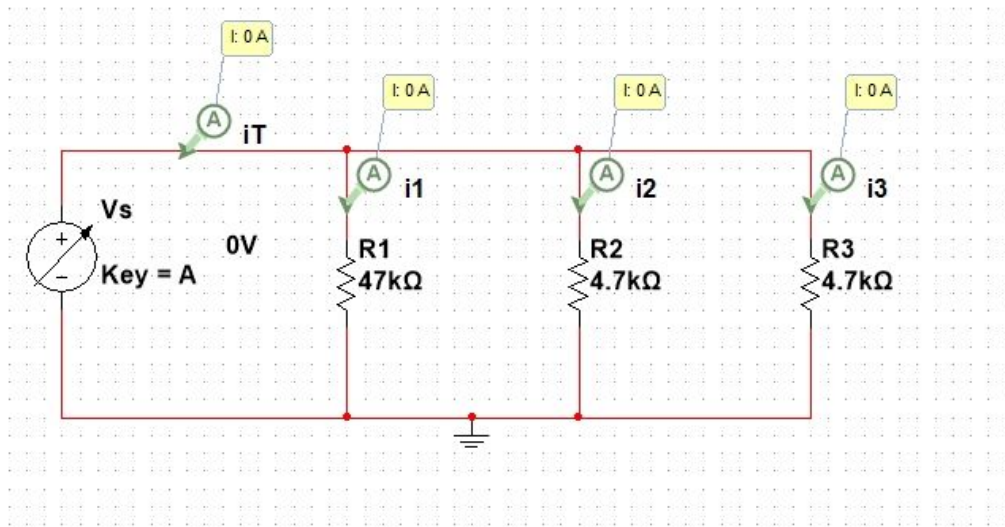 I: 0 A
I: 0 A
I: 0 A
I: 0 A
A
iT
A
i1
A
i2
A
i3
Vs
+
−
Key = A
0V
R1
47kΩ
R2
4.7kΩ
R3
4.7kΩ